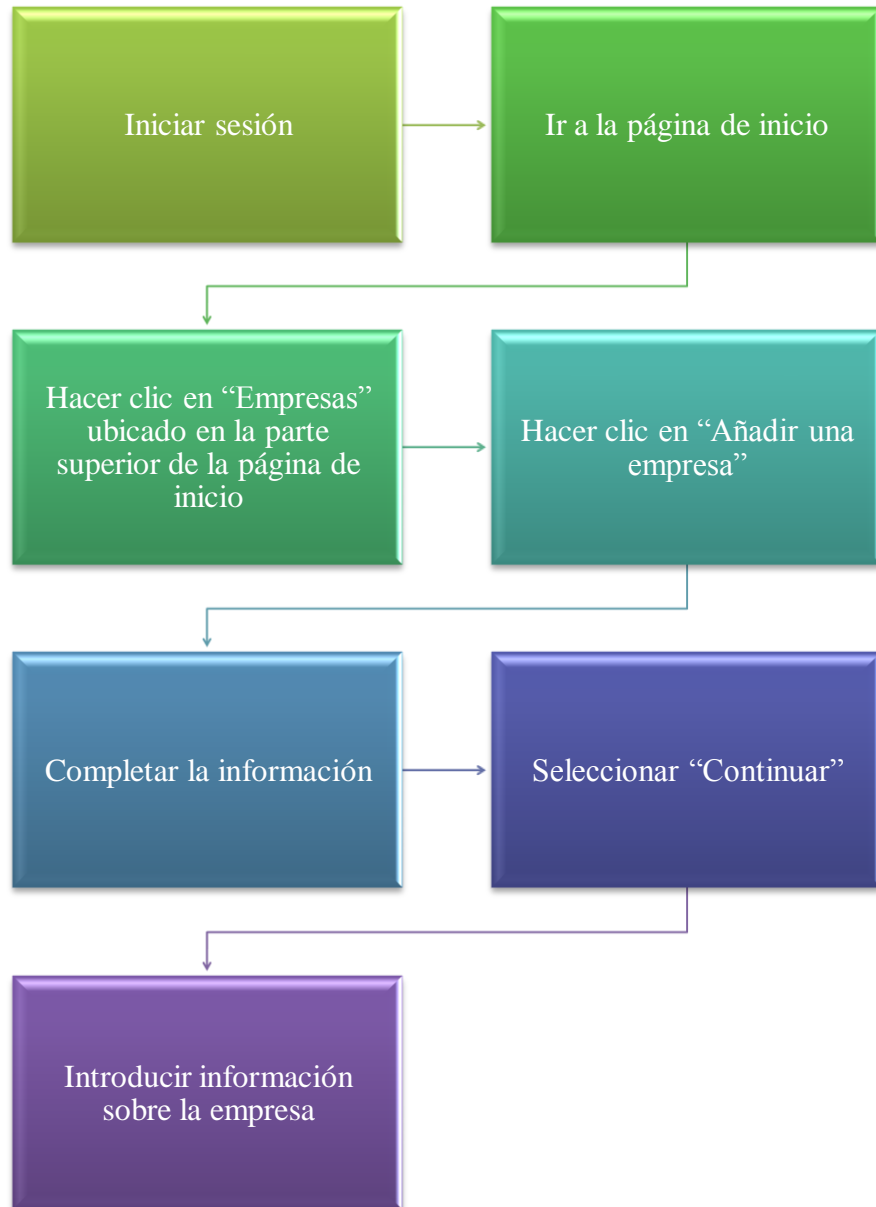 Iniciar sesión
Ir a la página de inicio
Hacer clic en “Empresas”
ubicado en la parte
superior de la página de
inicio
Hacer clic en “Añadir una
empresa”
Completar la información
Seleccionar “Continuar”
Introducir información
sobre la empresa